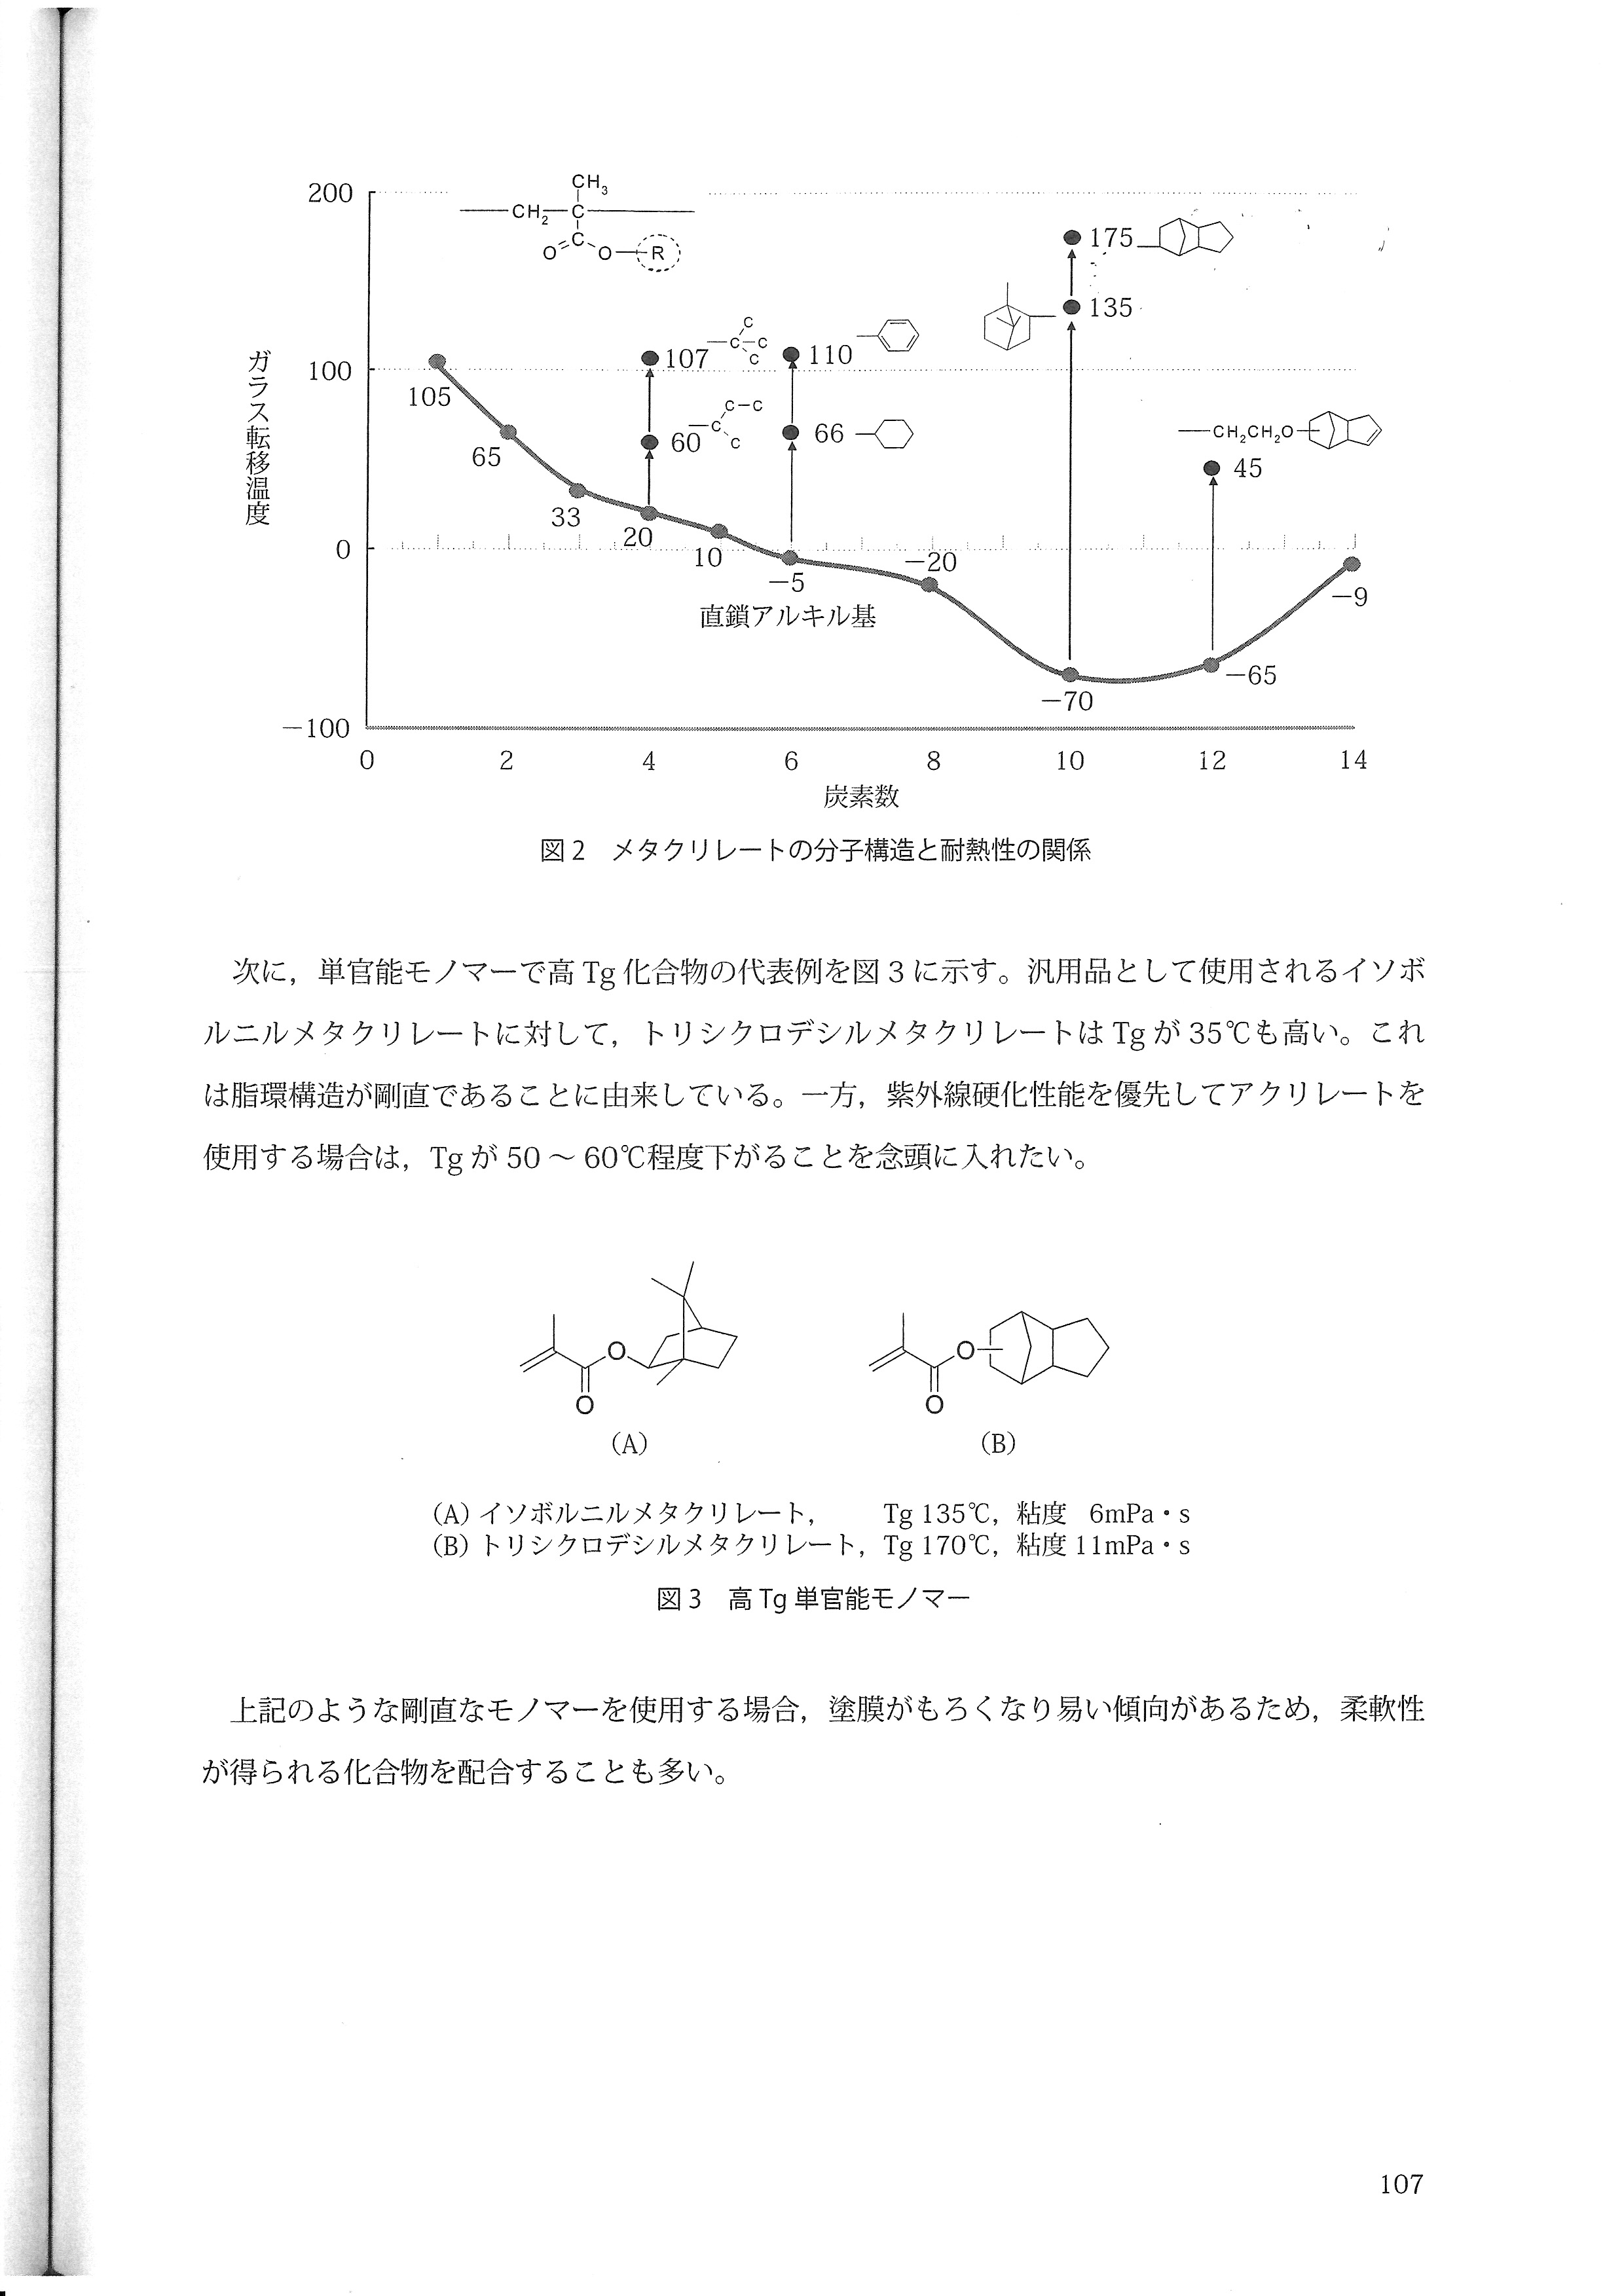 200
CH3
CH2 C
C
O O R
175
135
C
107 C C
C
110
100
105
C-C
60 C
C
66
CH2CH2O
45
65
33
20
10
0
-5
-20
-9
直鎖アルキル基
-65
-70
-100
ガラス転移温度
0 2 4 6 8 10 12 14
炭素数
図2 メタクリレートの分子構造と耐熱性の関係
次に,単官能モノマーで高Tg化合物の代表例を図3に示す。汎用品として使用されるイソボ
ルニルメタクリレートに対して,トリシクロデシルメタクリレートはTgが35℃も高い。これ
は脂環構造が剛直であることに由来している。一方,紫外線硬化性能を優先してアクリレートを
使用する場合は,Tgが50〜60℃程度下がることを念頭に入れたい。
O
O
(A)
O
O
(B)
(A)イソボルニルメタクリレート, Tg 135℃,粘度 6mPa・s
(B)トリシクロデシルメタクリレート,Tg 170℃,粘度 11mPa・s
図3 高Tg単官能モノマー
上記のような剛直なモノマーを使用する場合,塗膜がもろくなり易い傾向があるため,柔軟性
が得られる化合物を配合することも多い。
107